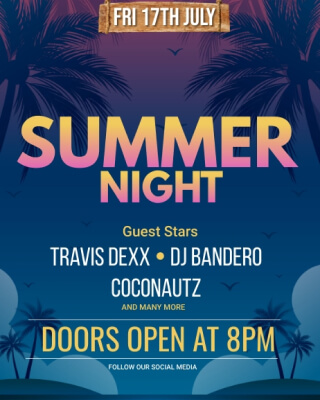 FRI 17TH JULY
SUMMER
NIGHT
Guest Stars
TRAVIS DEXX • DJ BANDERO
COCONAUTZ
AND MANY MORE
DOORS OPEN AT 8PM
FOLLOW OUR SOCIAL MEDIA